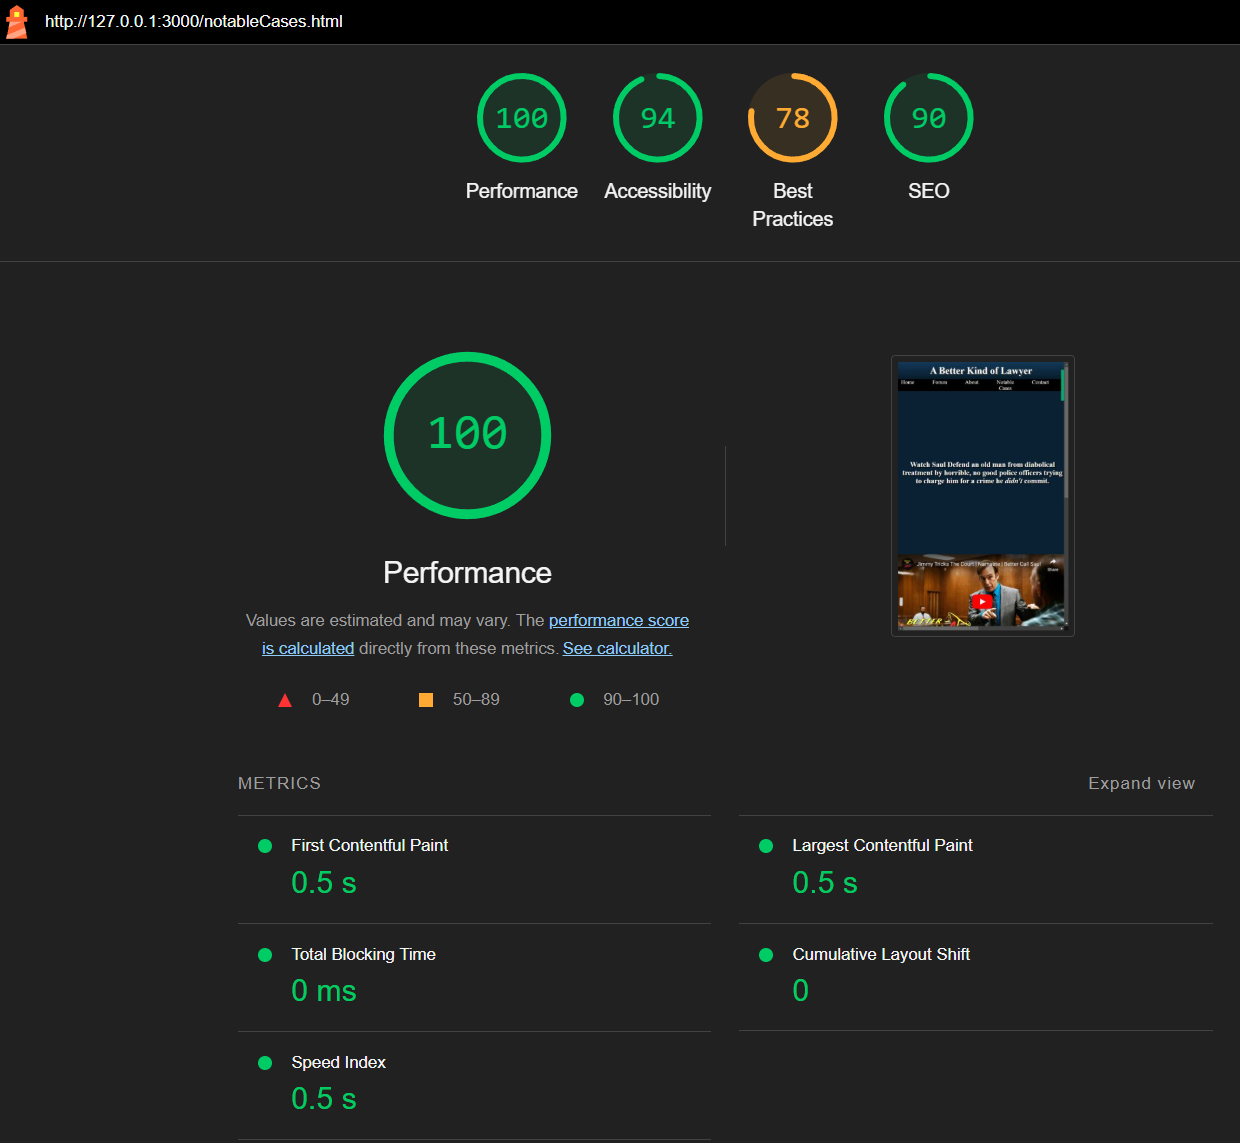 http://127.0.0.1:3000/notableCases.html
100
94
78
90
Performance
Accessibility
Best
Practices
SEO
100
Performance
Values are estimated and may vary. The performance score
is calculated directly from these metrics. See calculator.
0–49
50–89
90–100
A Better Kind of Lawyer
Home
Forum
About
Notable
Cases
Contact
Watch Saul Defend an old man from diabolical
treatment by horrible, no good police officers trying
to charge him for a crime he didn't commit.
Jimmy Tricks The Court | Namaste | Better Call Saul
Share
METRICS
Expand view
First Contentful Paint
0.5 s
Largest Contentful Paint
0.5 s
Total Blocking Time
0 ms
Cumulative Layout Shift
0
Speed Index
0.5 s